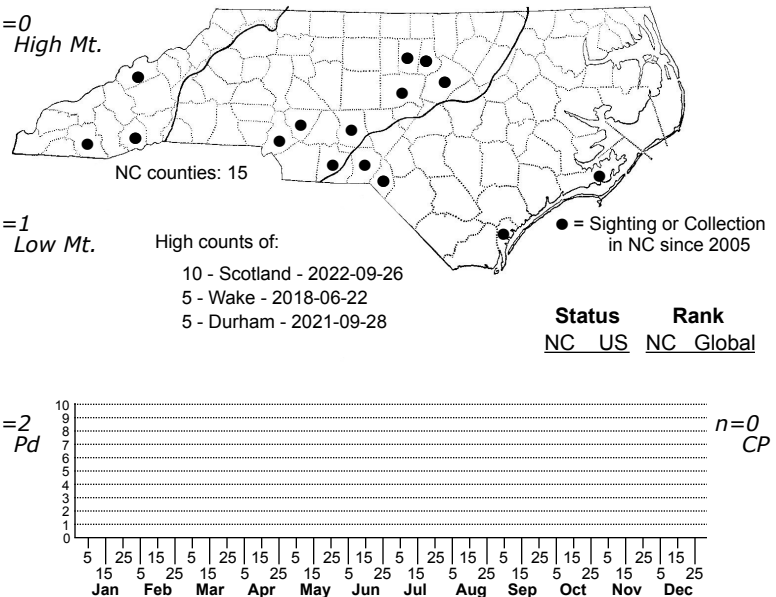 =0
High Mt.
NC counties: 15
=1
Low Mt.
High counts of:
10 - Scotland - 2022-09-26
5 - Wake - 2018-06-22
5 - Durham - 2021-09-28
= Sighting or Collection
in NC since 2005
Status Rank
NC US NC Global
=2
Pd
n=0
CP
10
9
8
7
6
5
4
3
2
1
0
5 25 15 5 25 15 5 25 15 5 25 15 5 25 15 5 25 15
15 5 25 15 5 25 15 5 25 15 5 25 15 5 25 15 5 25
Jan Feb Mar Apr May Jun Jul Aug Sep Oct Nov Dec